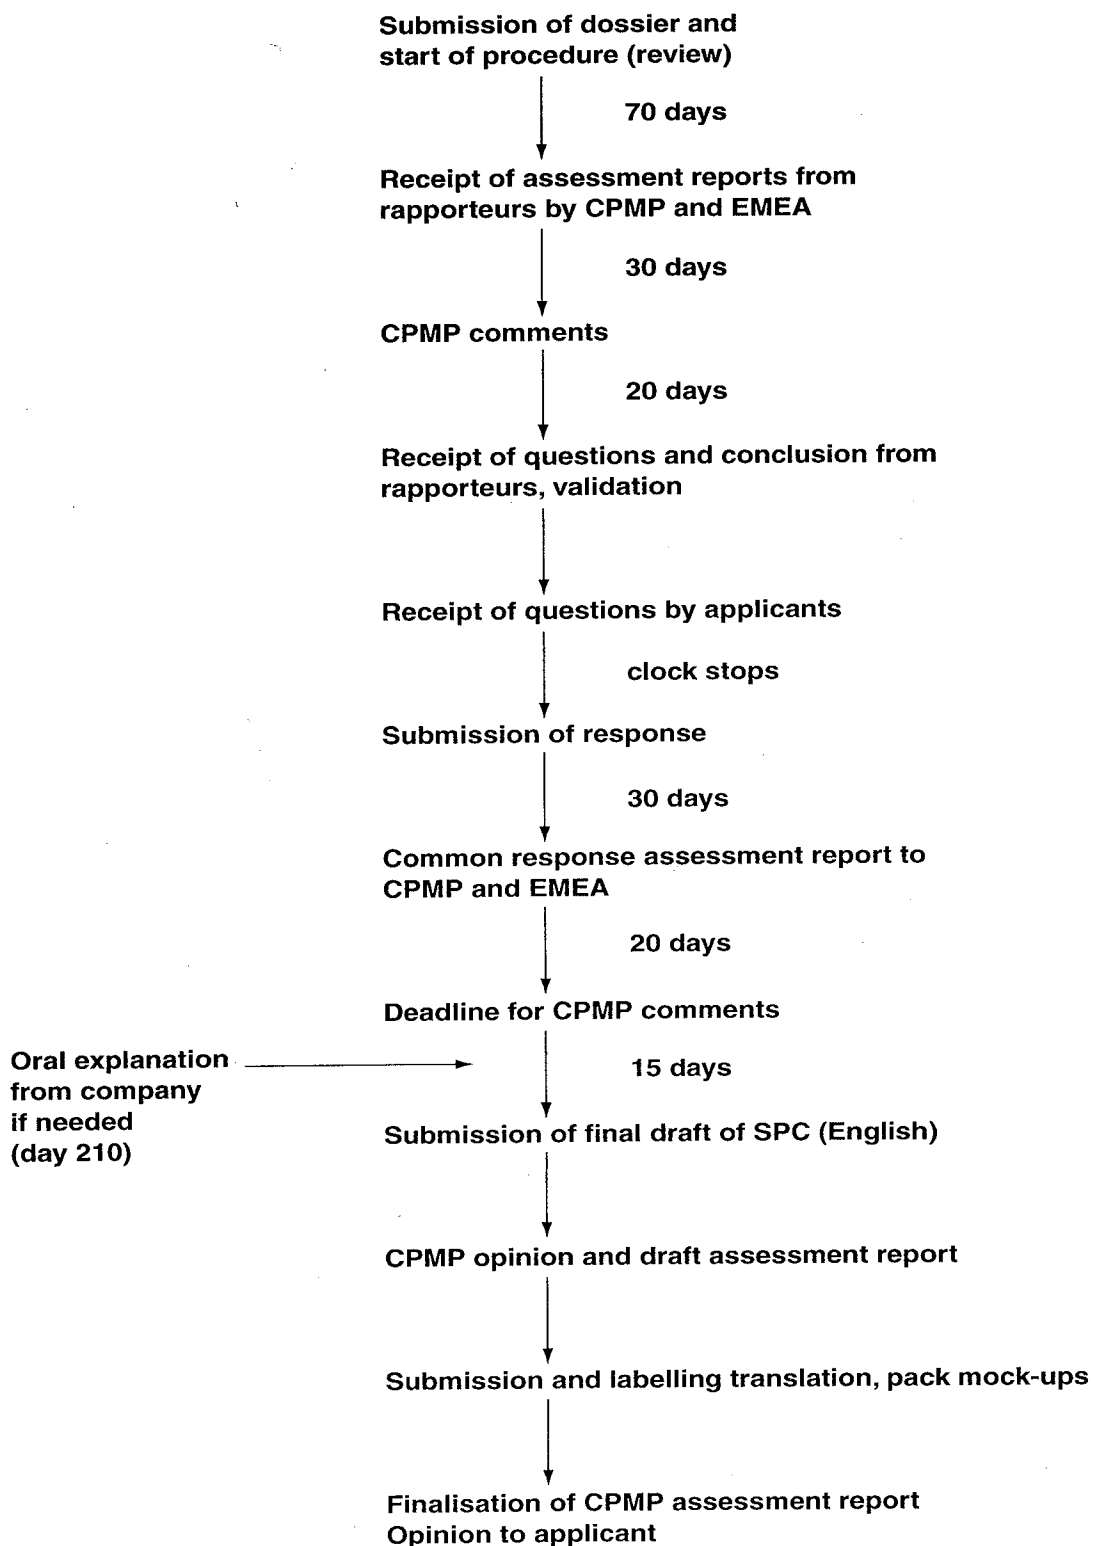 Submission of dossier and
start of procedure (review)
70 days
Receipt of assessment reports from
rapporteurs by CPMP and EMEA
30 days
CPMP comments
20 days
Receipt of questions and conclusion from
rapporteurs, validation
Receipt of questions by applicants
clock stops
Submission of response
30 days
Common response assessment report to
CPMP and EMEA
20 days
Deadline for CPMP comments
Oral explanation
from company
if needed
(day 210)
15 days
Submission of final draft of SPC (English)
CPMP opinion and draft assessment report
Submission and labelling translation, pack mock-ups
Finalisation of CPMP assessment report
Opinion to applicant